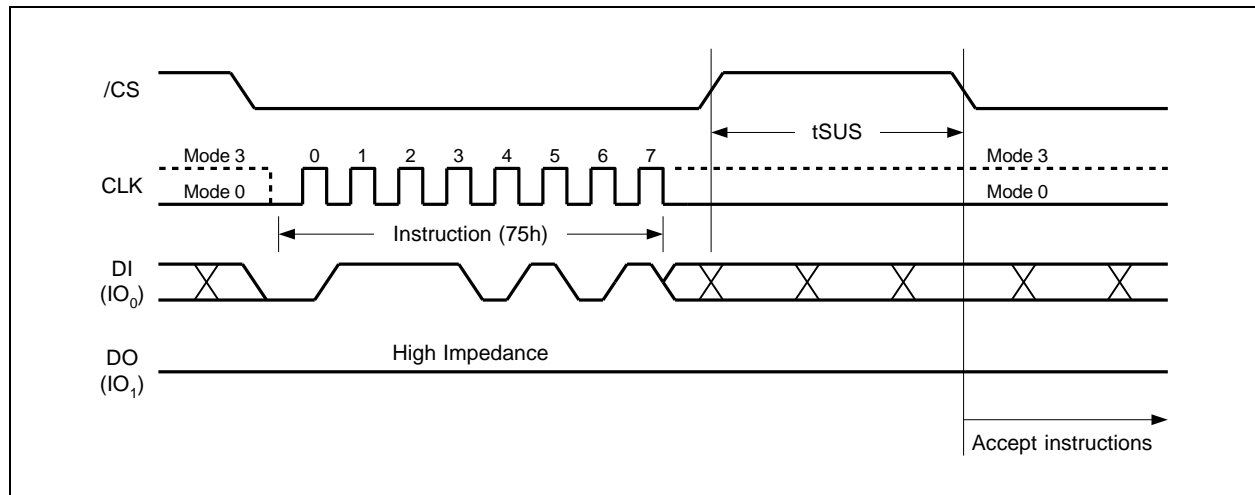 /CS
tSUS
Mode 3 0 1 2 3 4 5 6 7 Mode 3
CLK
Mode 0 Mode 0
Instruction (75h)
DI
(IO0)
High Impedance
DO
(IO1)
Accept instructions